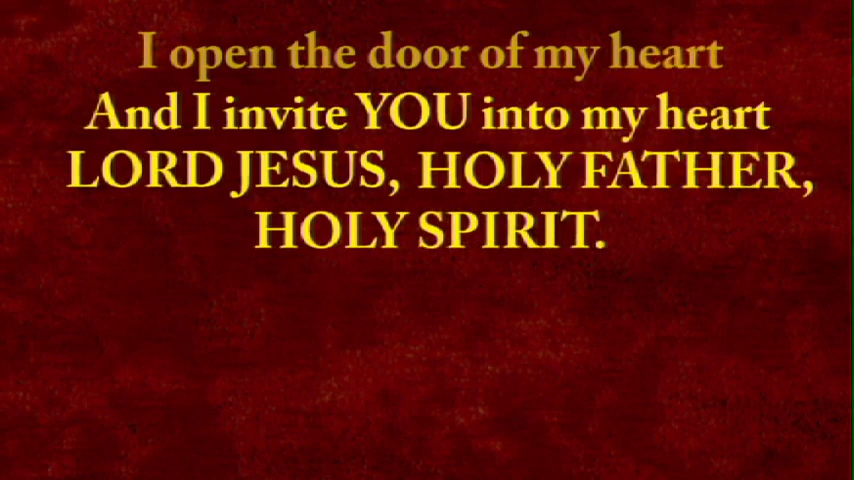 I open the door of my heart
And I invite YOU into my heart
LORD JESUS, HOLY FATHER,
HOLY SPIRIT.